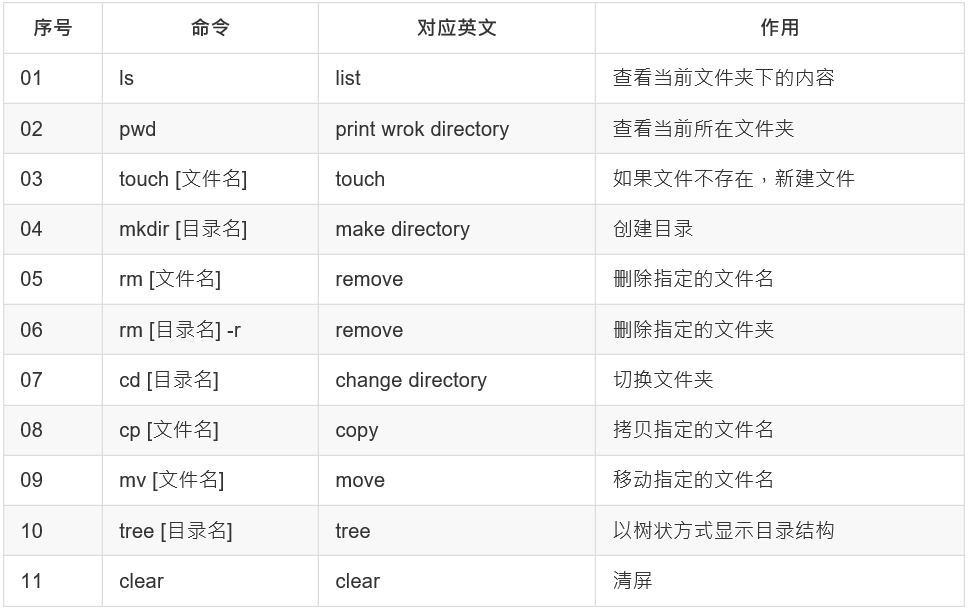 序号 命令 对应英文 作用
01 ls list 查看当前文件夹下的内容
02 pwd print wrok directory 查看当前所在文件夹
03 touch [文件名] touch 如果文件不存在，新建文件
04 mkdir [目录名] make directory 创建目录
05 rm [文件名] remove 删除指定的文件名
06 rm [目录名] -r remove 删除指定的文件夹
07 cd [目录名] change directory 切换文件夹
08 cp [文件名] copy 拷贝指定的文件名
09 mv [文件名] move 移动指定的文件名
10 tree [目录名] tree 以树状方式显示目录结构
11 clear clear 清屏